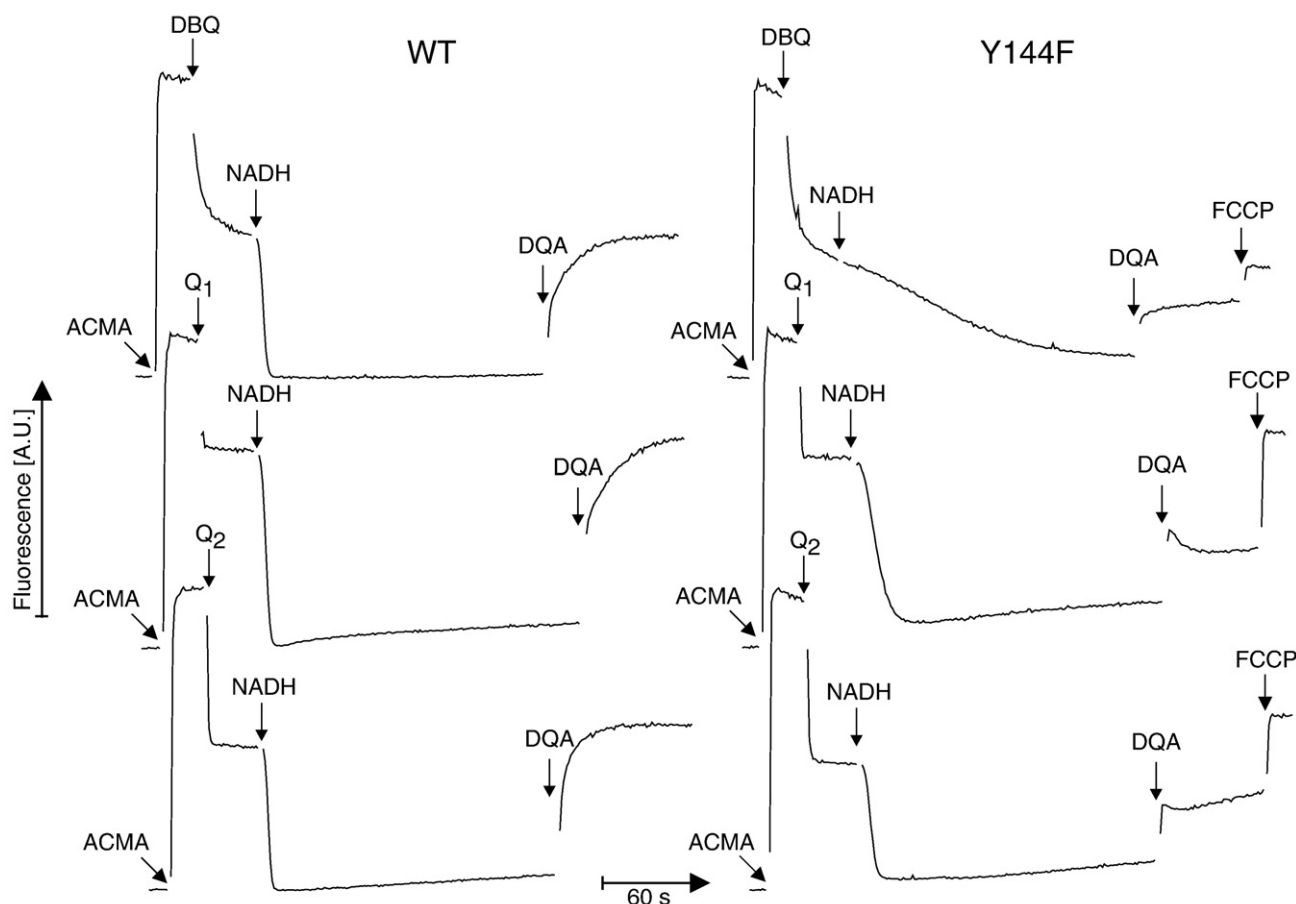 DBQ
WT
NADH
DQA
ACMA
Q1
NADH
DQA
ACMA
Q2
NADH
DQA
ACMA
Fluorescence [A.U.]
60 s
DBQ
Y144F
NADH
DQA
FCCP
ACMA
Q1
NADH
DQA
FCCP
ACMA
Q2
NADH
DQA
FCCP
ACMA